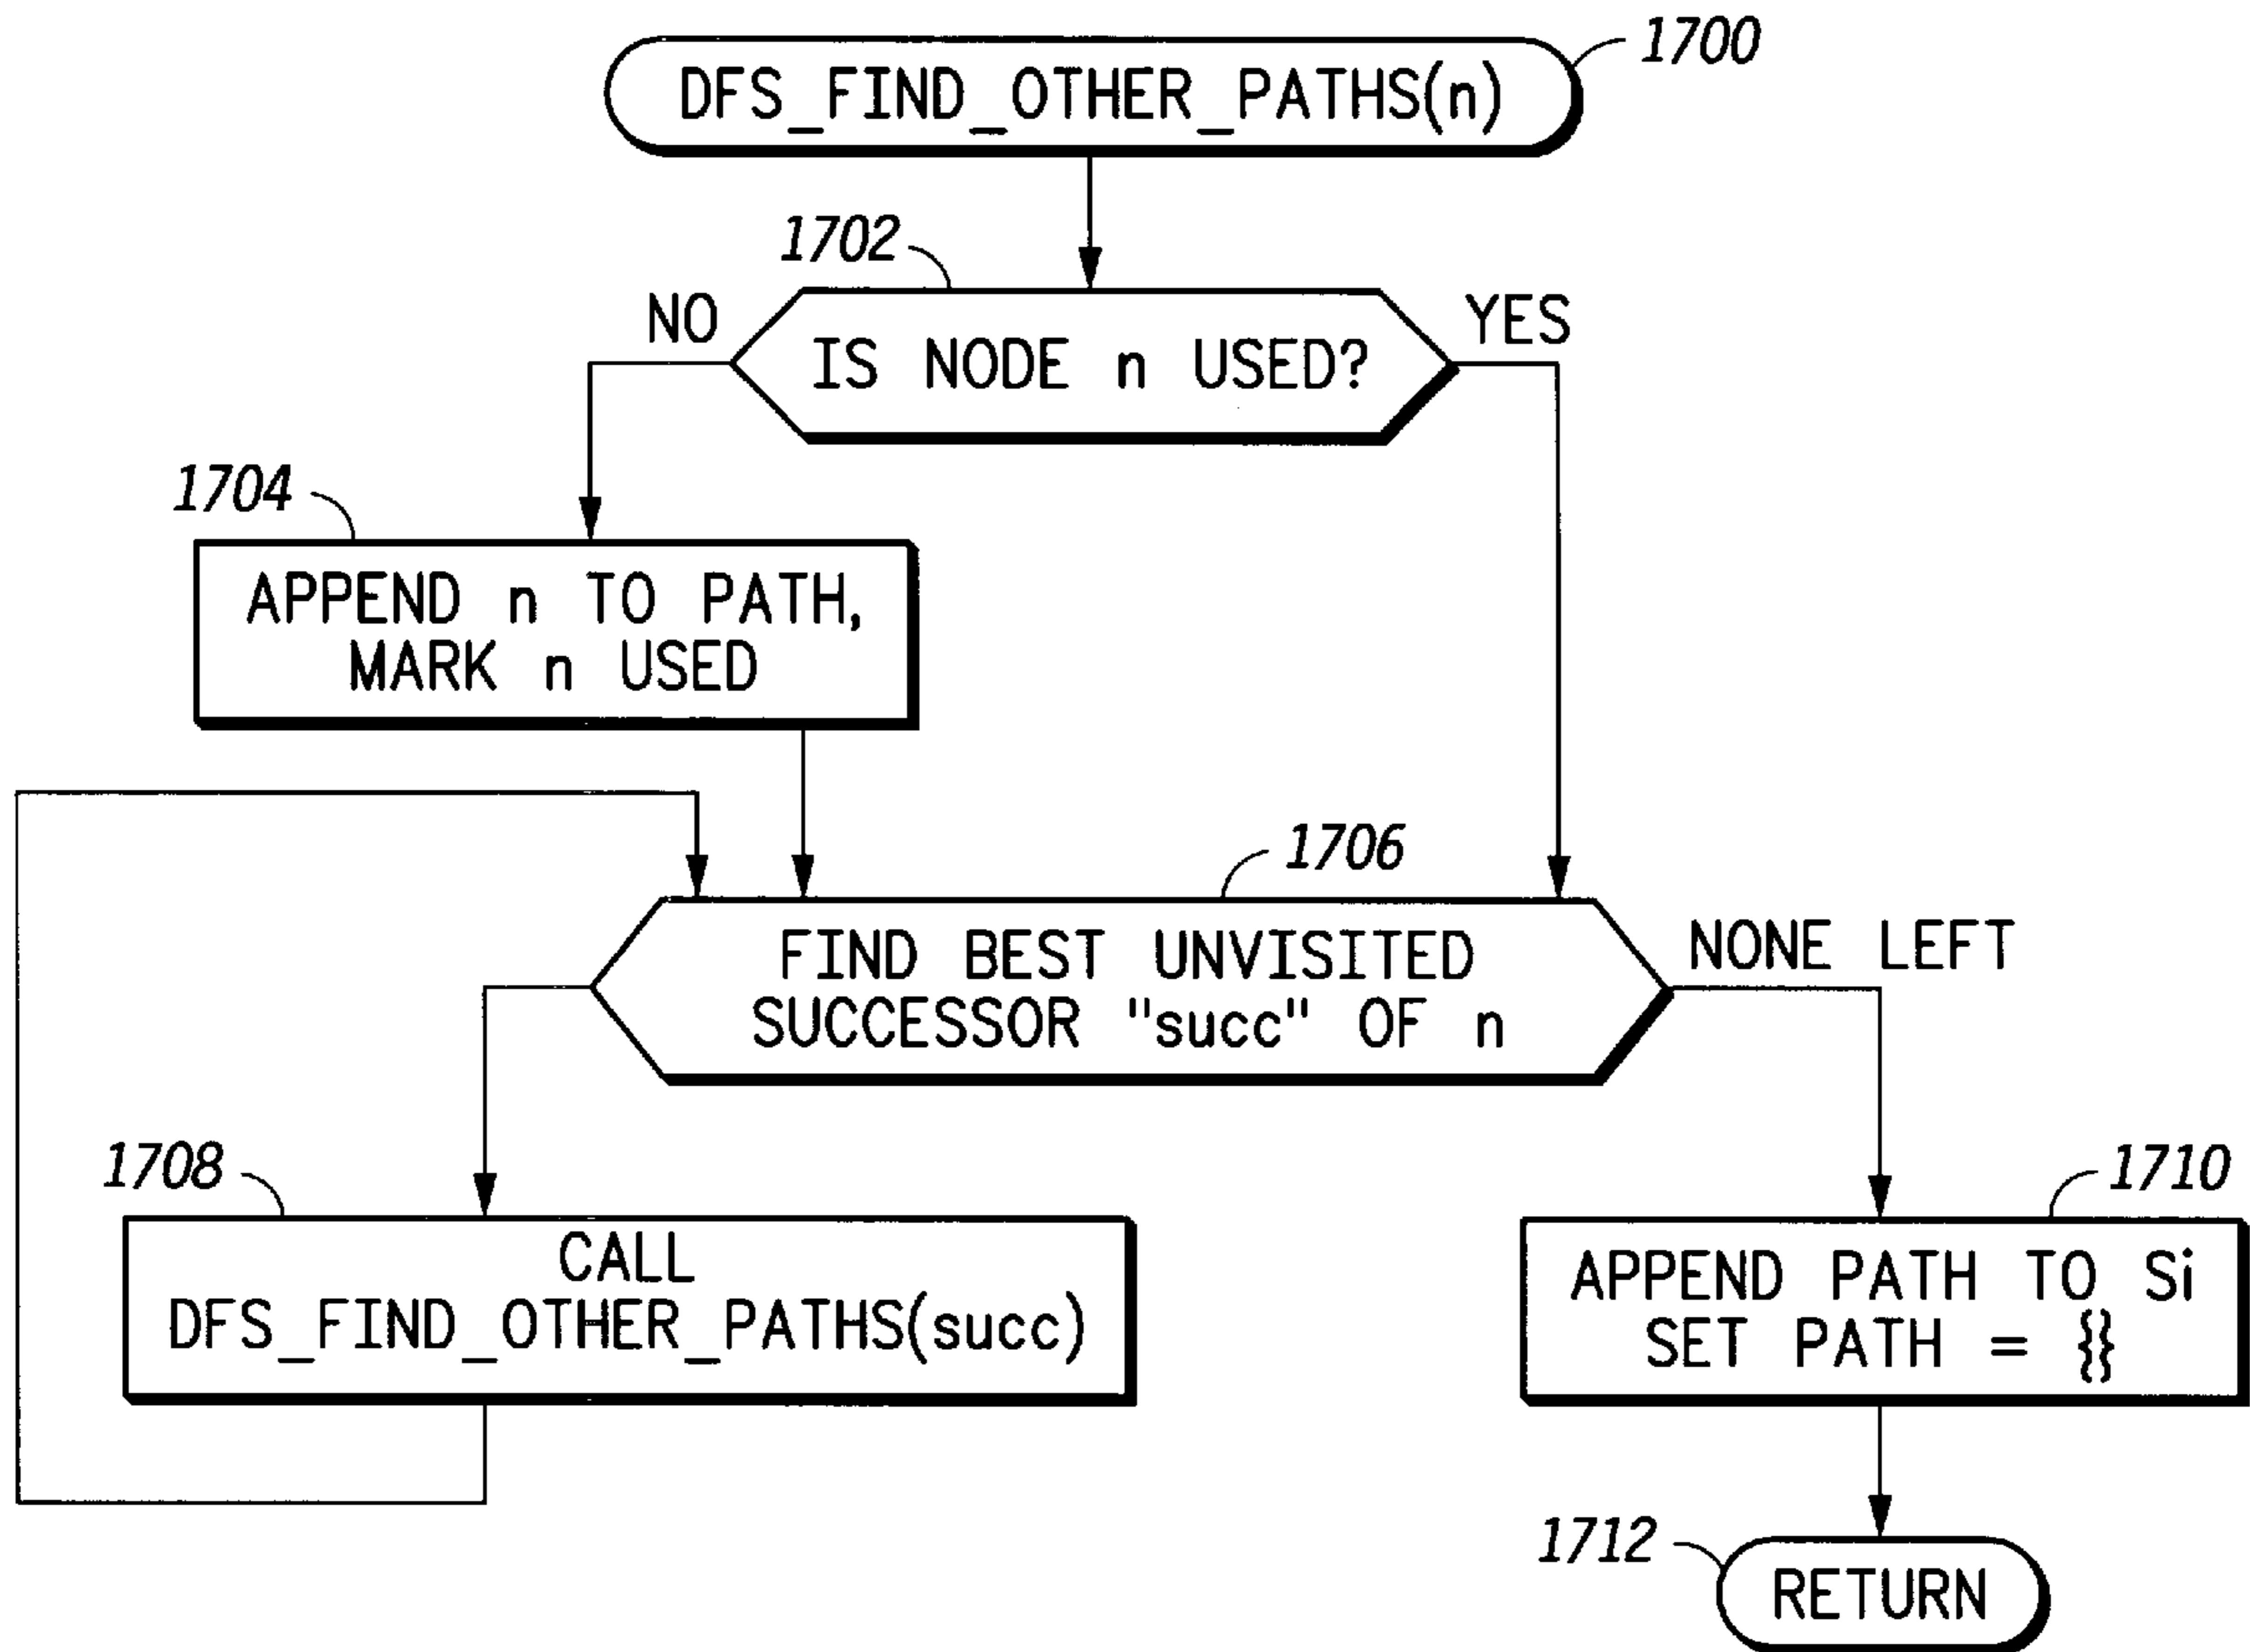 1700
DFS_FIND_OTHER_PATHS(n)
1702
NO
YES
IS NODE n USED?
1704
APPEND n TO PATH,
MARK n USED
1706
FIND BEST UNVISITED
SUCCESSOR "succ" OF n
NONE LEFT
1708
CALL
DFS_FIND_OTHER_PATHS(succ)
1710
APPEND PATH TO Si
SET PATH = {}
1712
RETURN